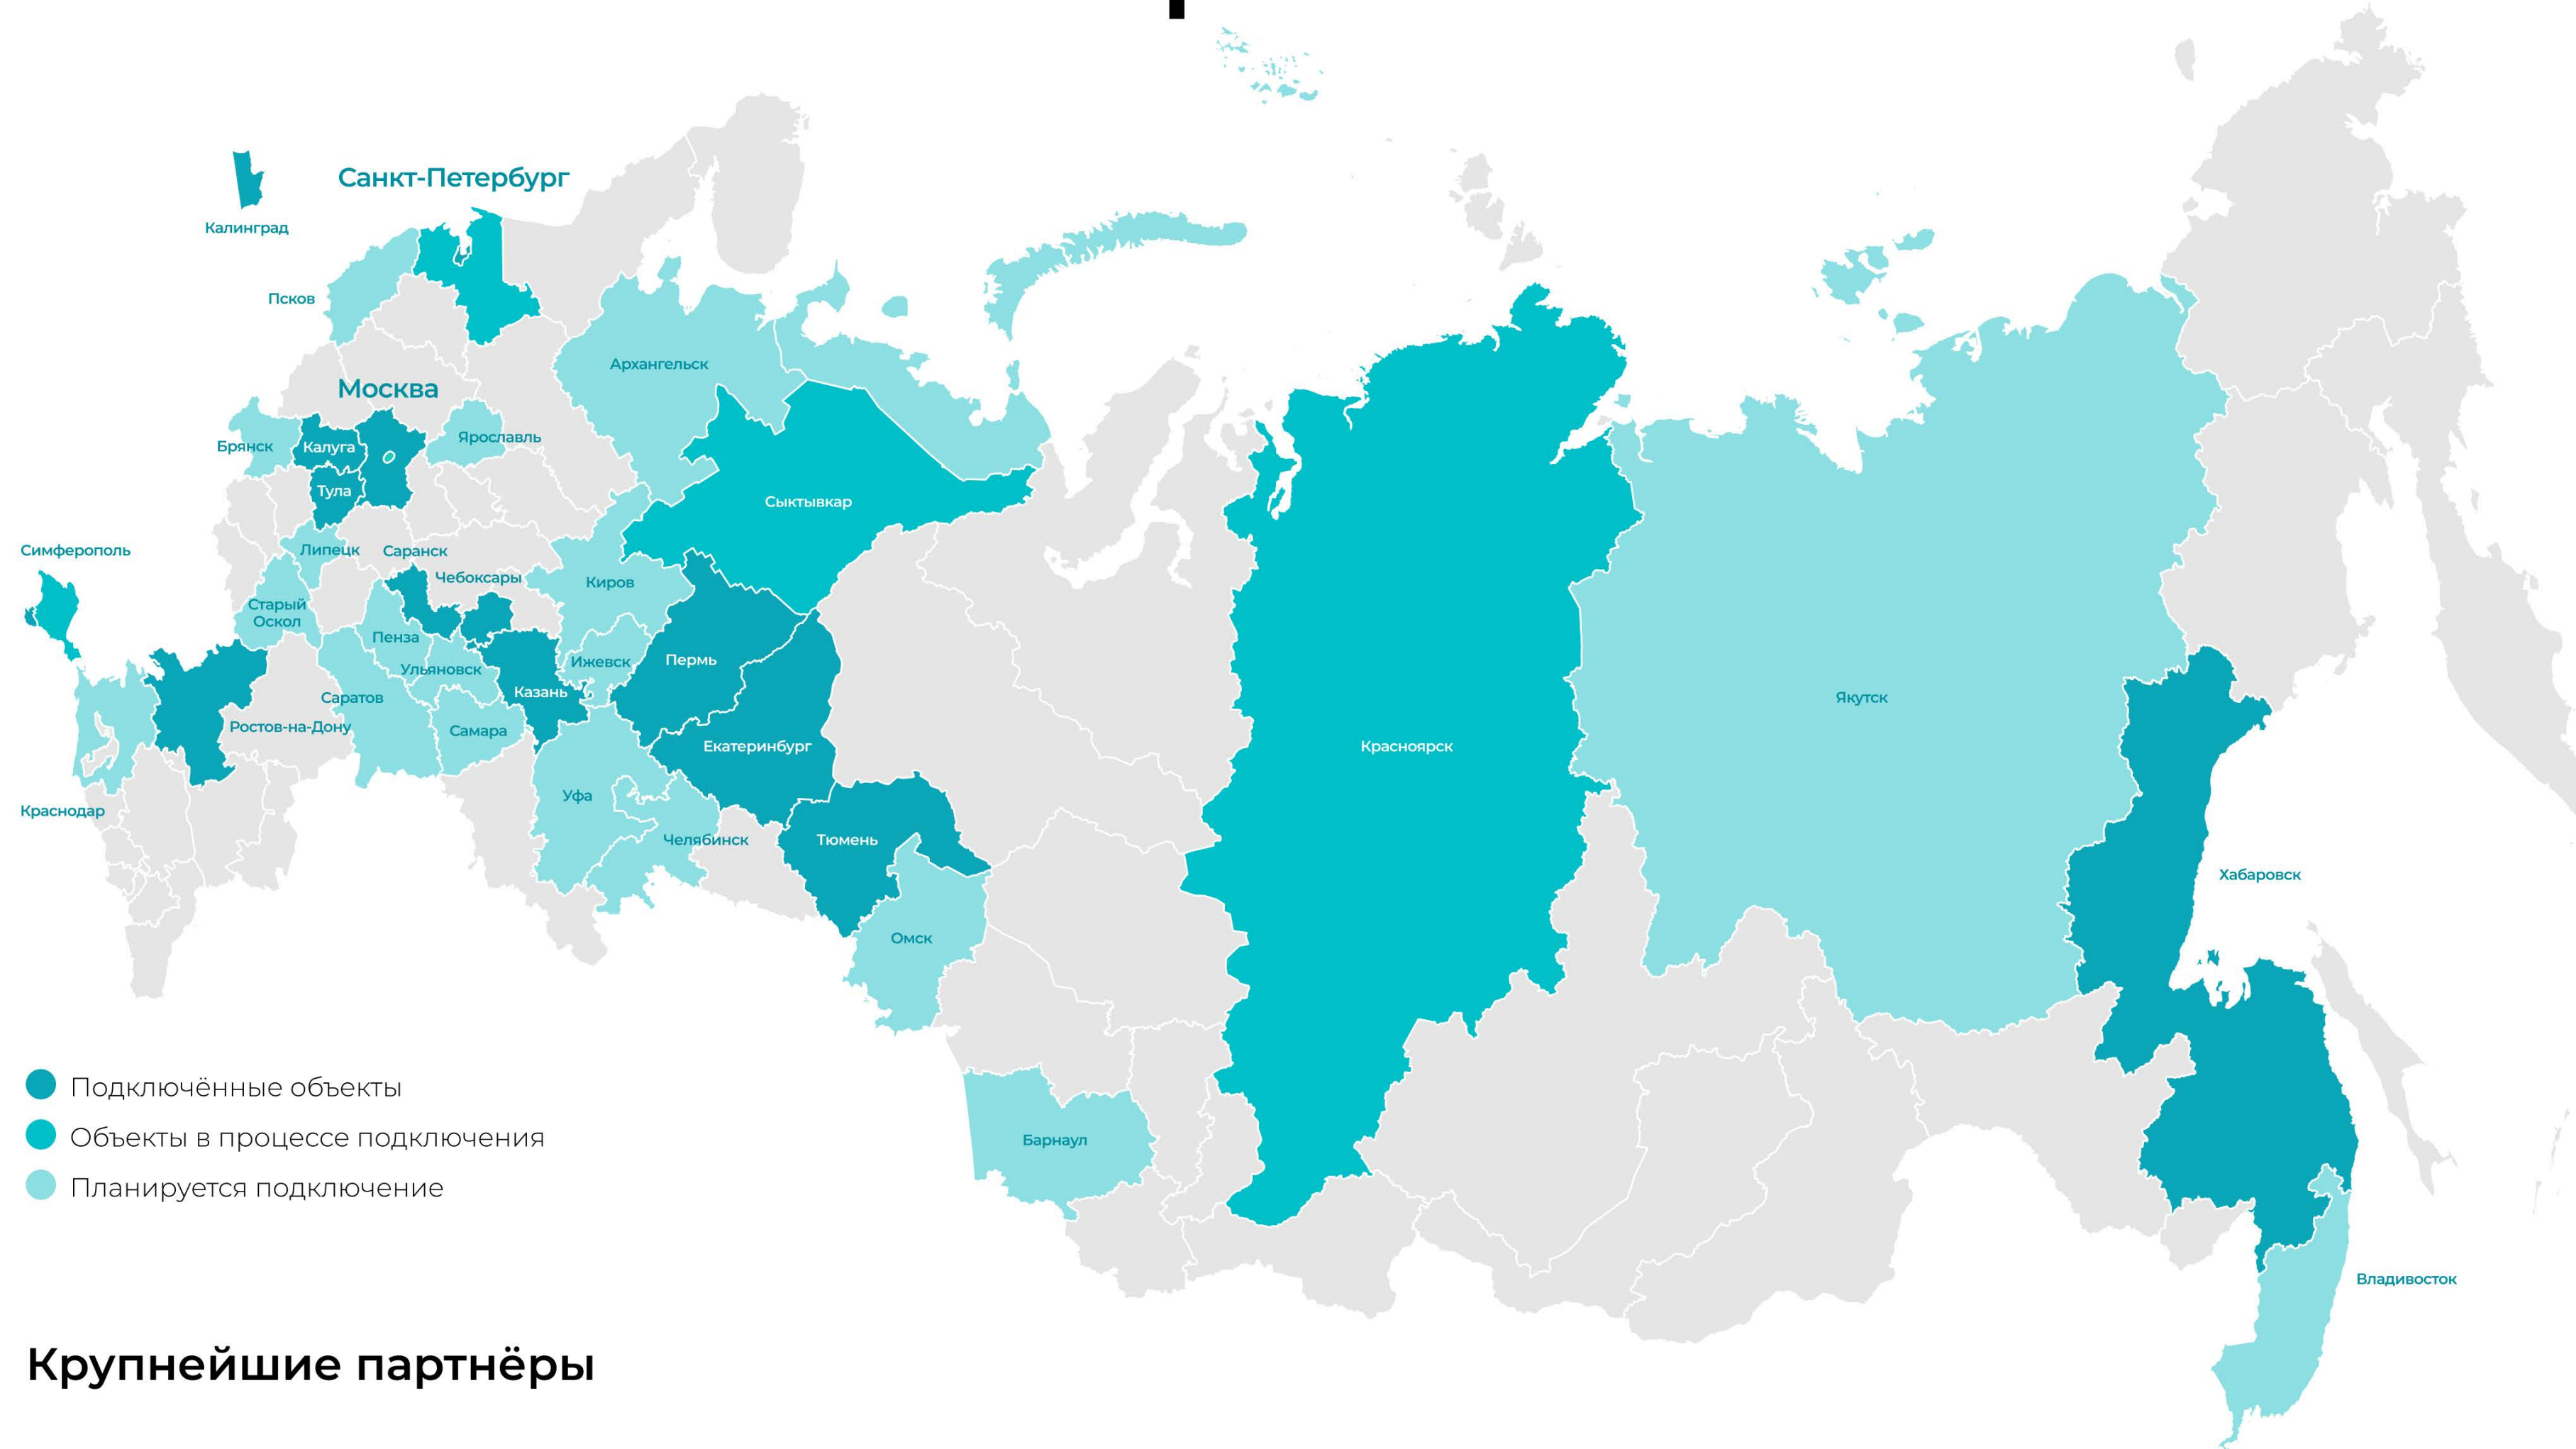 Санкт-Петербург
Калинград
Псков
Архангельск
Москва
Брянск
Калуга
Ярославль
Тула
Сыктывкар
Симферополь
Липецк
Саранск
Чебоксары
Киров
Старый
Оскол
Пенза
Ульяновск
Ижевск
Пермь
Казань
Саратов
Якутск
Ростов-на-Дону
Самара
Екатеринбург
Красноярск
Уфа
Краснодар
Челябинск
Тюмень
Хабаровск
Омск
Подключённые объекты
Объекты в процессе подключения
Барнаул
Планируется подключение
Владивосток
Крупнейшие партнёры